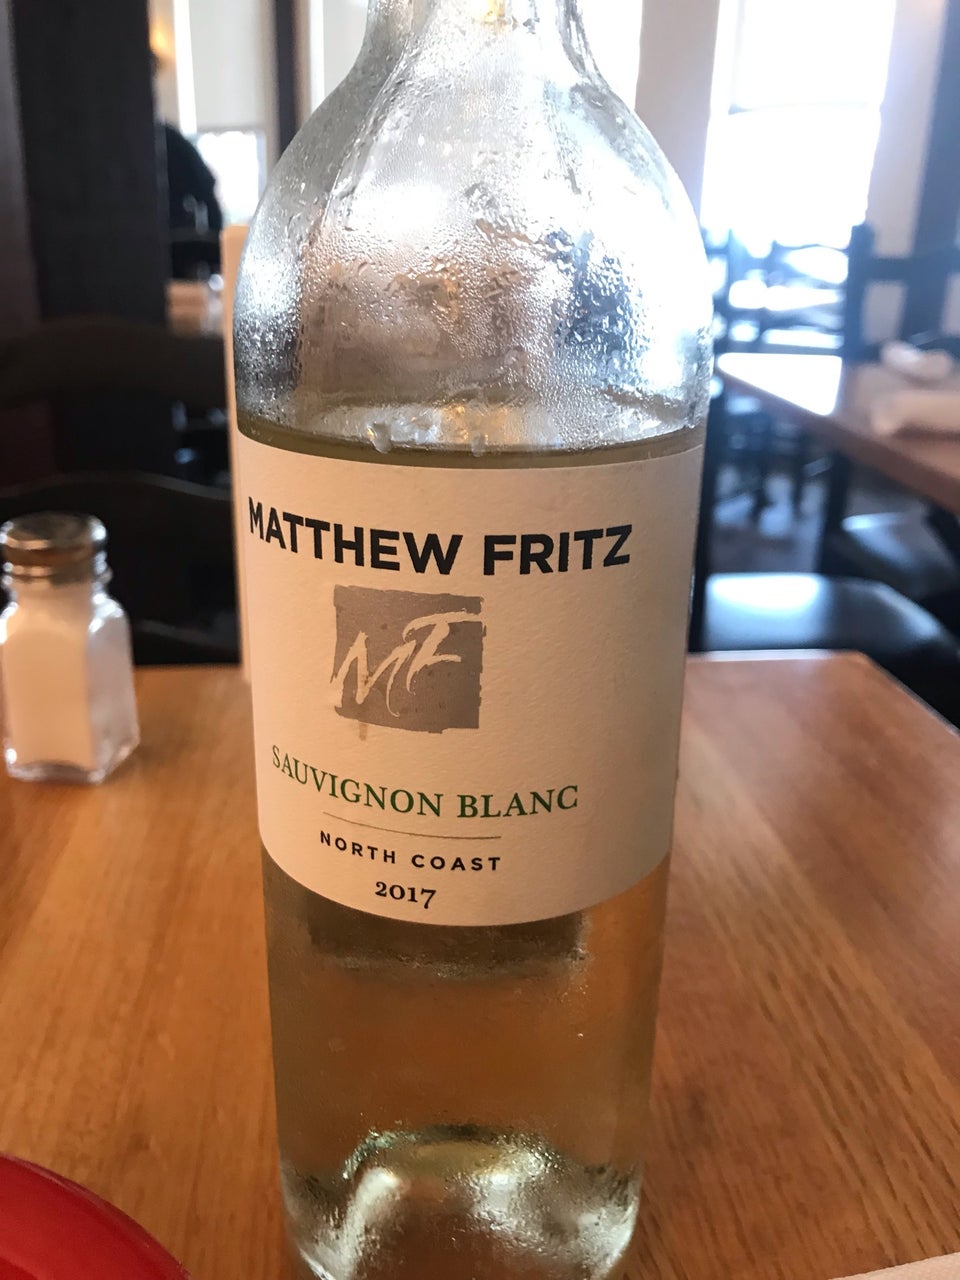 MATTHEW FRITZ
MF
SAUVIGNON BLANC
NORTH COAST
2017